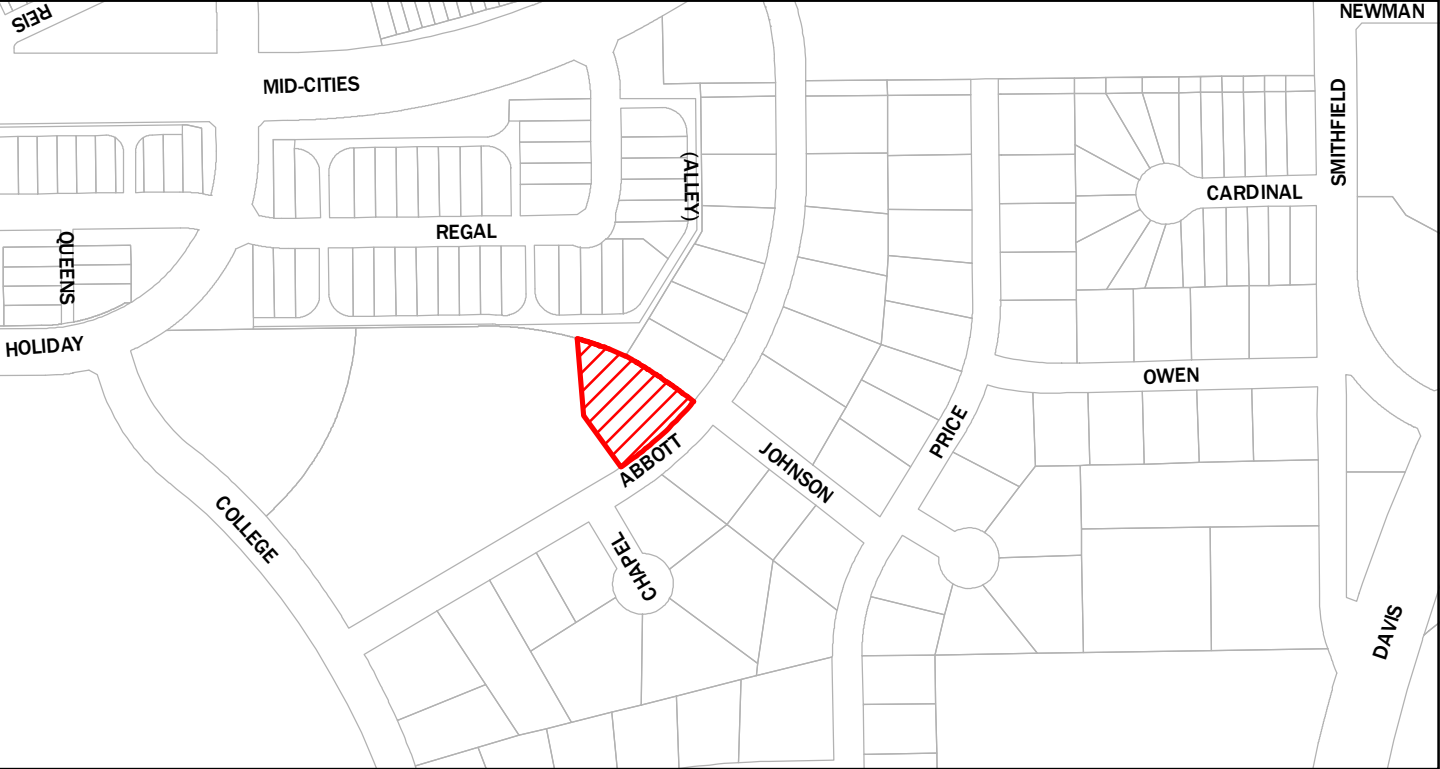 REIS
NEWMAN
MID-CITIES
SMITHFIELD
(ALLEY)
CARDINAL
REGAL
QUEENS
HOLIDAY
OWEN
PRICE
ABBOTT
JOHNSON
COLLEGE
CHAPEL
DAVIS